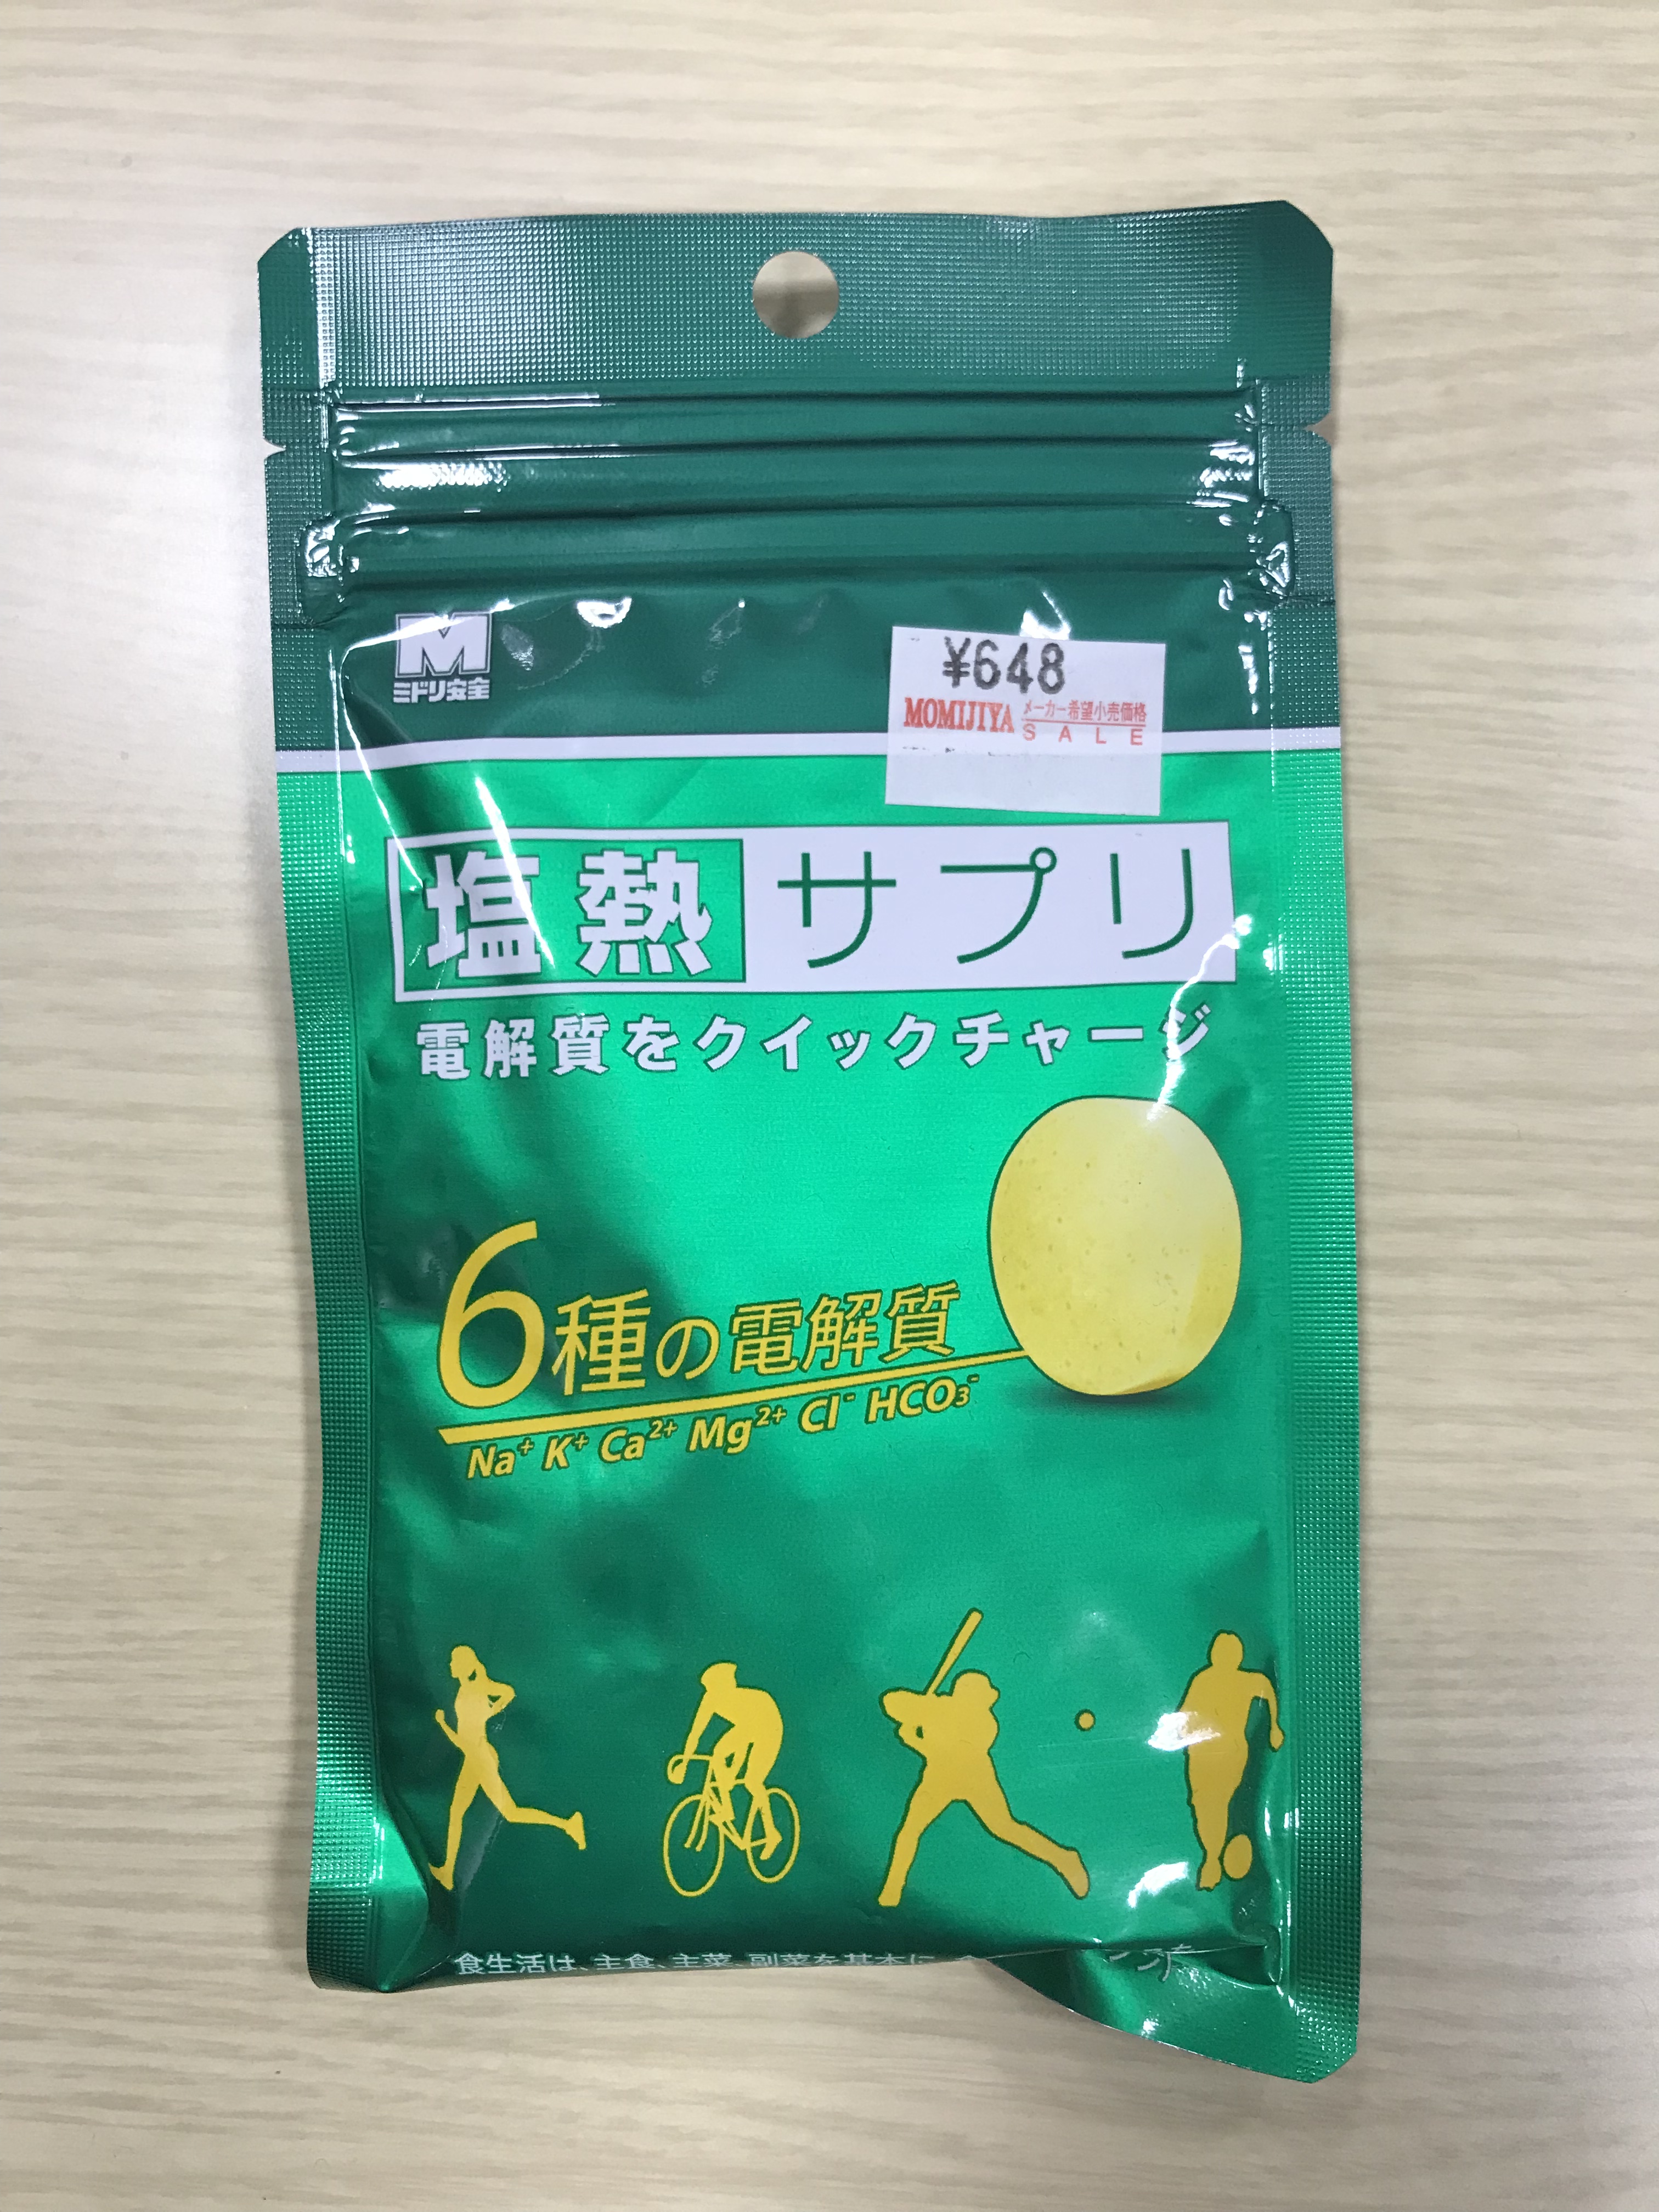 M
ミドリ安全
¥648
MOMIJIYA メーカー希望小売価格
SALE
塩熱サプリ
電解質をクイックチャージ
6種の電解質
Na⁺ K⁺ Ca²⁺ Mg²⁺ Cl⁻ HCO₃⁻
食生活は、主食、主菜、副菜を基本に